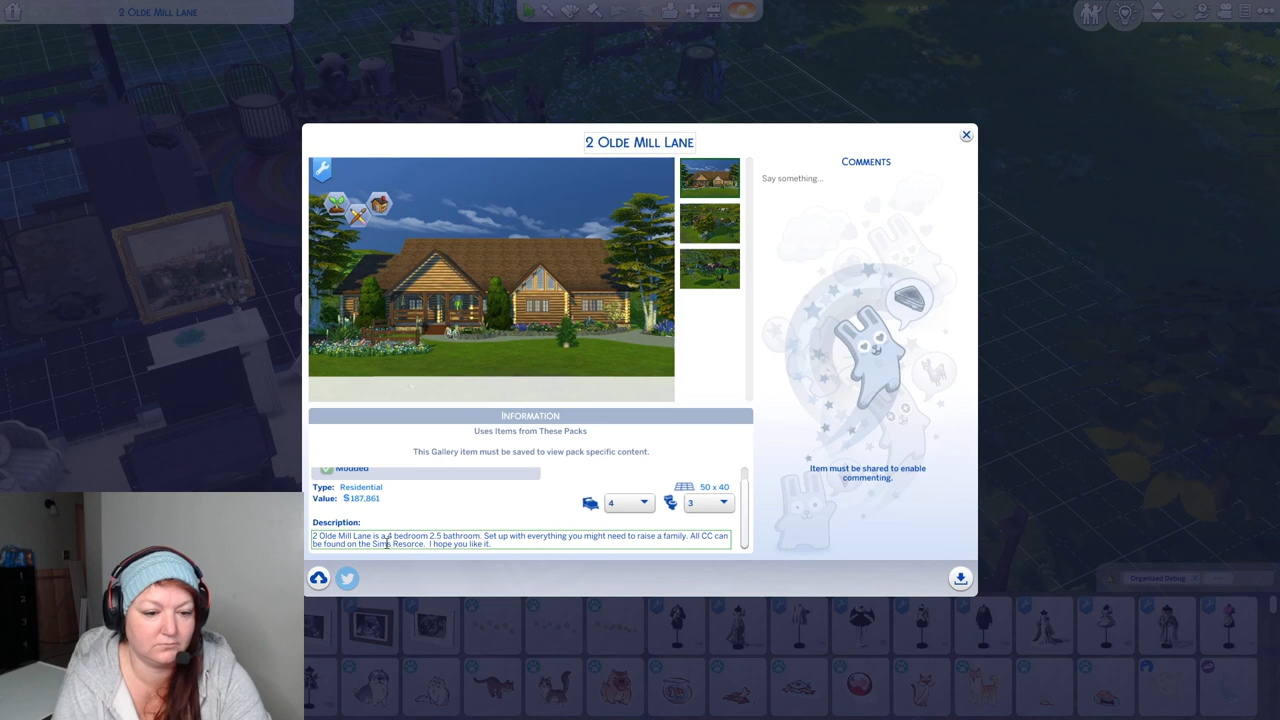 2 OLDE MILL LANE
2 OLDE MILL LANE
COMMENTS
Say something...
INFORMATION
Uses Items from These Packs
This Gallery item must be saved to view pack specific content.
Modded
Type: Residential
50 x 40
Value: §187,861
4
3
Description:
2 Olde Mill Lane is a 4 bedroom 2.5 bathroom. Set up with everything you might need to raise a family. All CC can
be found on the Sims Resorce. I hope you like it.
Item must be shared to enable
commenting.
Organized Debug